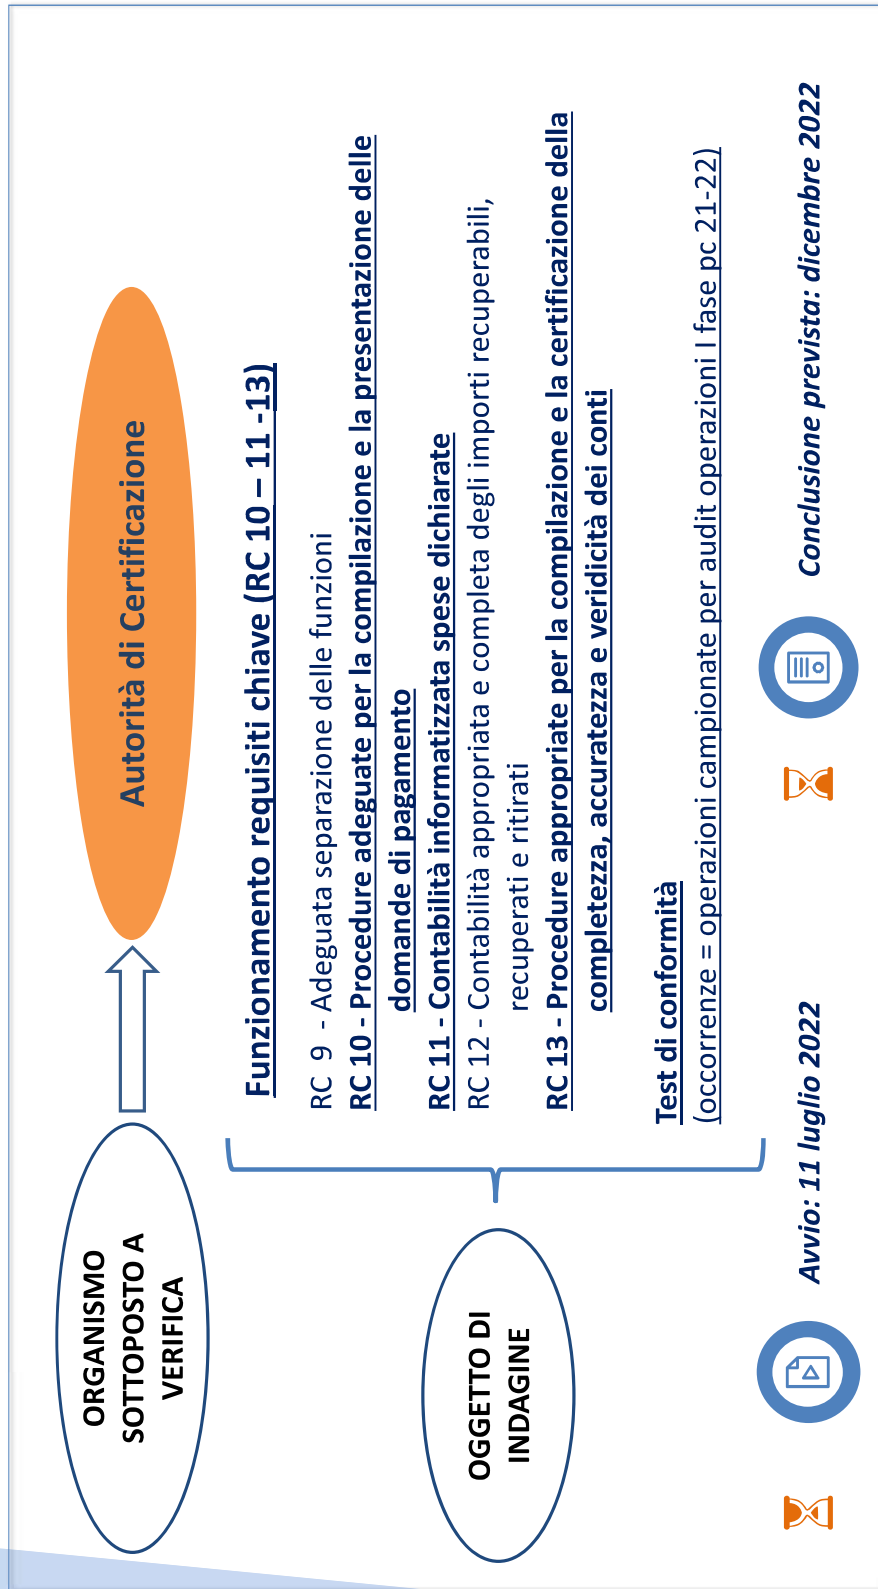 ORGANISMO
SOTTOPOSTO A
VERIFICA
Autorità di Certificazione
OGGETTO DI
INDAGINE
Funzionamento requisiti chiave (RC 10 – 11 -13)
RC 9 - Adeguata separazione delle funzioni
RC 10 - Procedure adeguate per la compilazione e la presentazione delle
domande di pagamento
RC 11 - Contabilità informatizzata spese dichiarate
RC 12 - Contabilità appropriata e completa degli importi recuperabili,
recuperati e ritirati
RC 13 - Procedure appropriate per la compilazione e la certificazione della
completezza, accuratezza e veridicità dei conti
Test di conformità
(occorrenze = operazioni campionate per audit operazioni I fase pc 21-22)
Avvio: 11 luglio 2022
Conclusione prevista: dicembre 2022